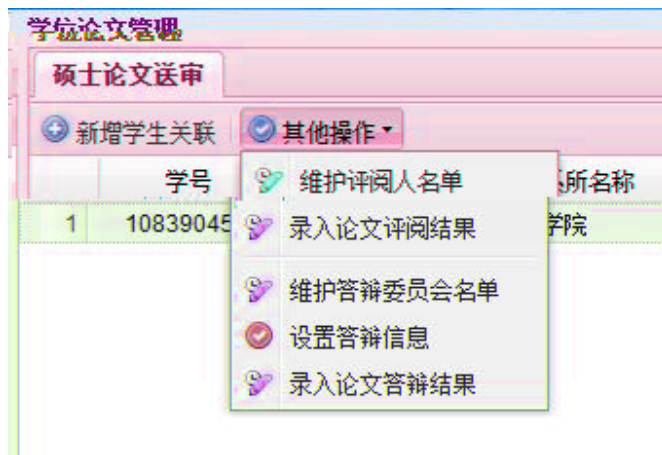 学位论文管理
硕士论文送审
新增学生关联 其他操作
学号 系所名称
1 10839045 学院
维护评阅人名单
录入论文评阅结果
维护答辩委员会名单
设置答辩信息
录入论文答辩结果